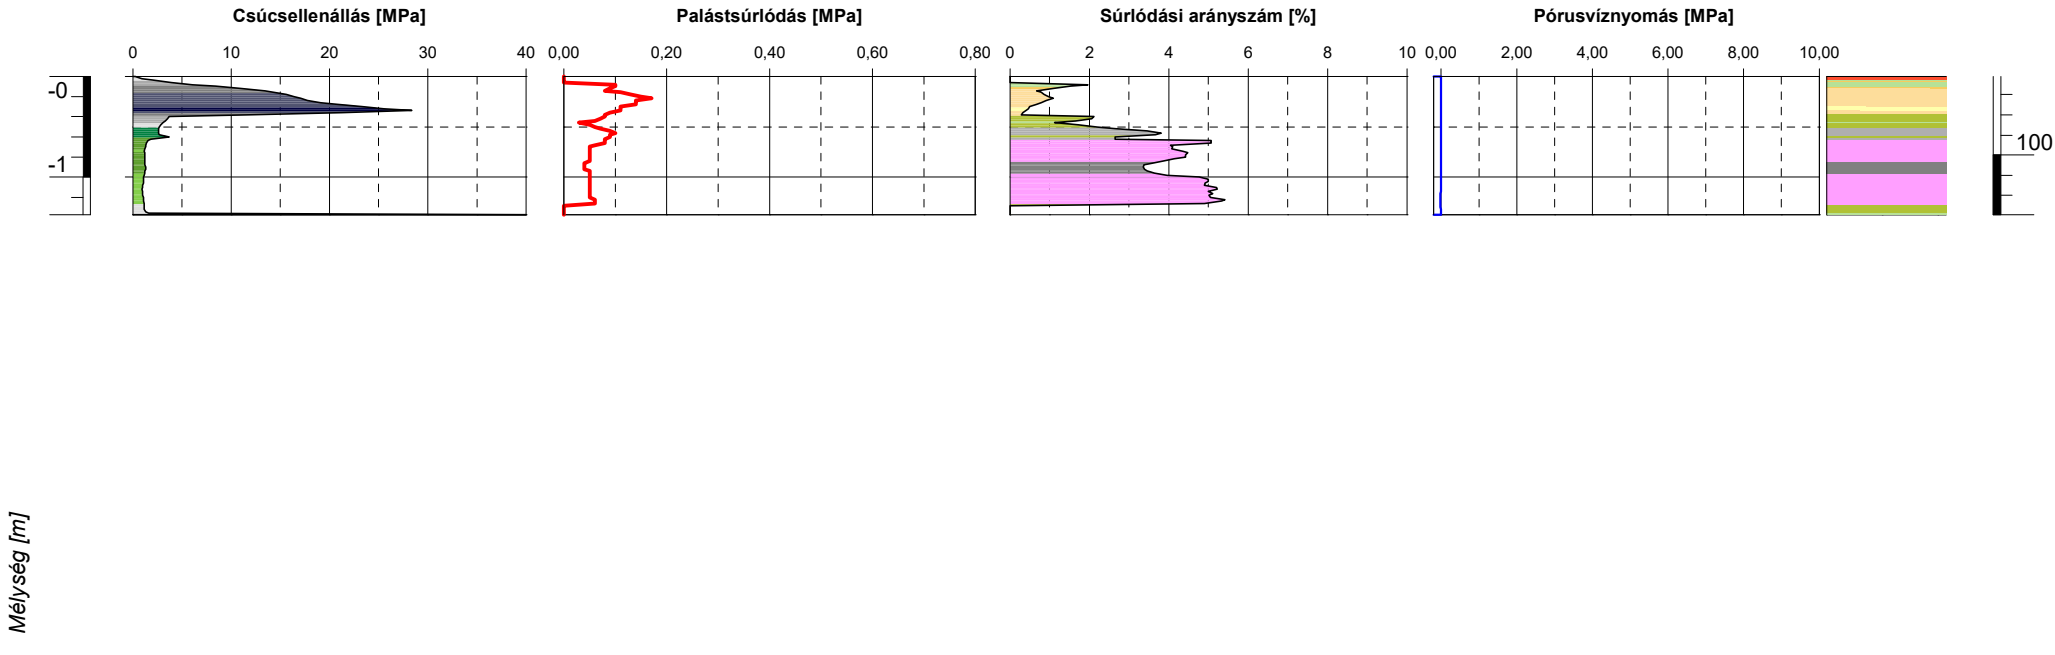 Csúcsellenállás [MPa] Palástsúrlódás [MPa] Súrlódási arányszám [%] Pórusvíznyomás [MPa]
0 10 20 30 40 0,00 0,20 0,40 0,60 0,80 0 2 4 6 8 10 0,00 2,00 4,00 6,00 8,00 10,00
-0
100
-1
Mélység [m]